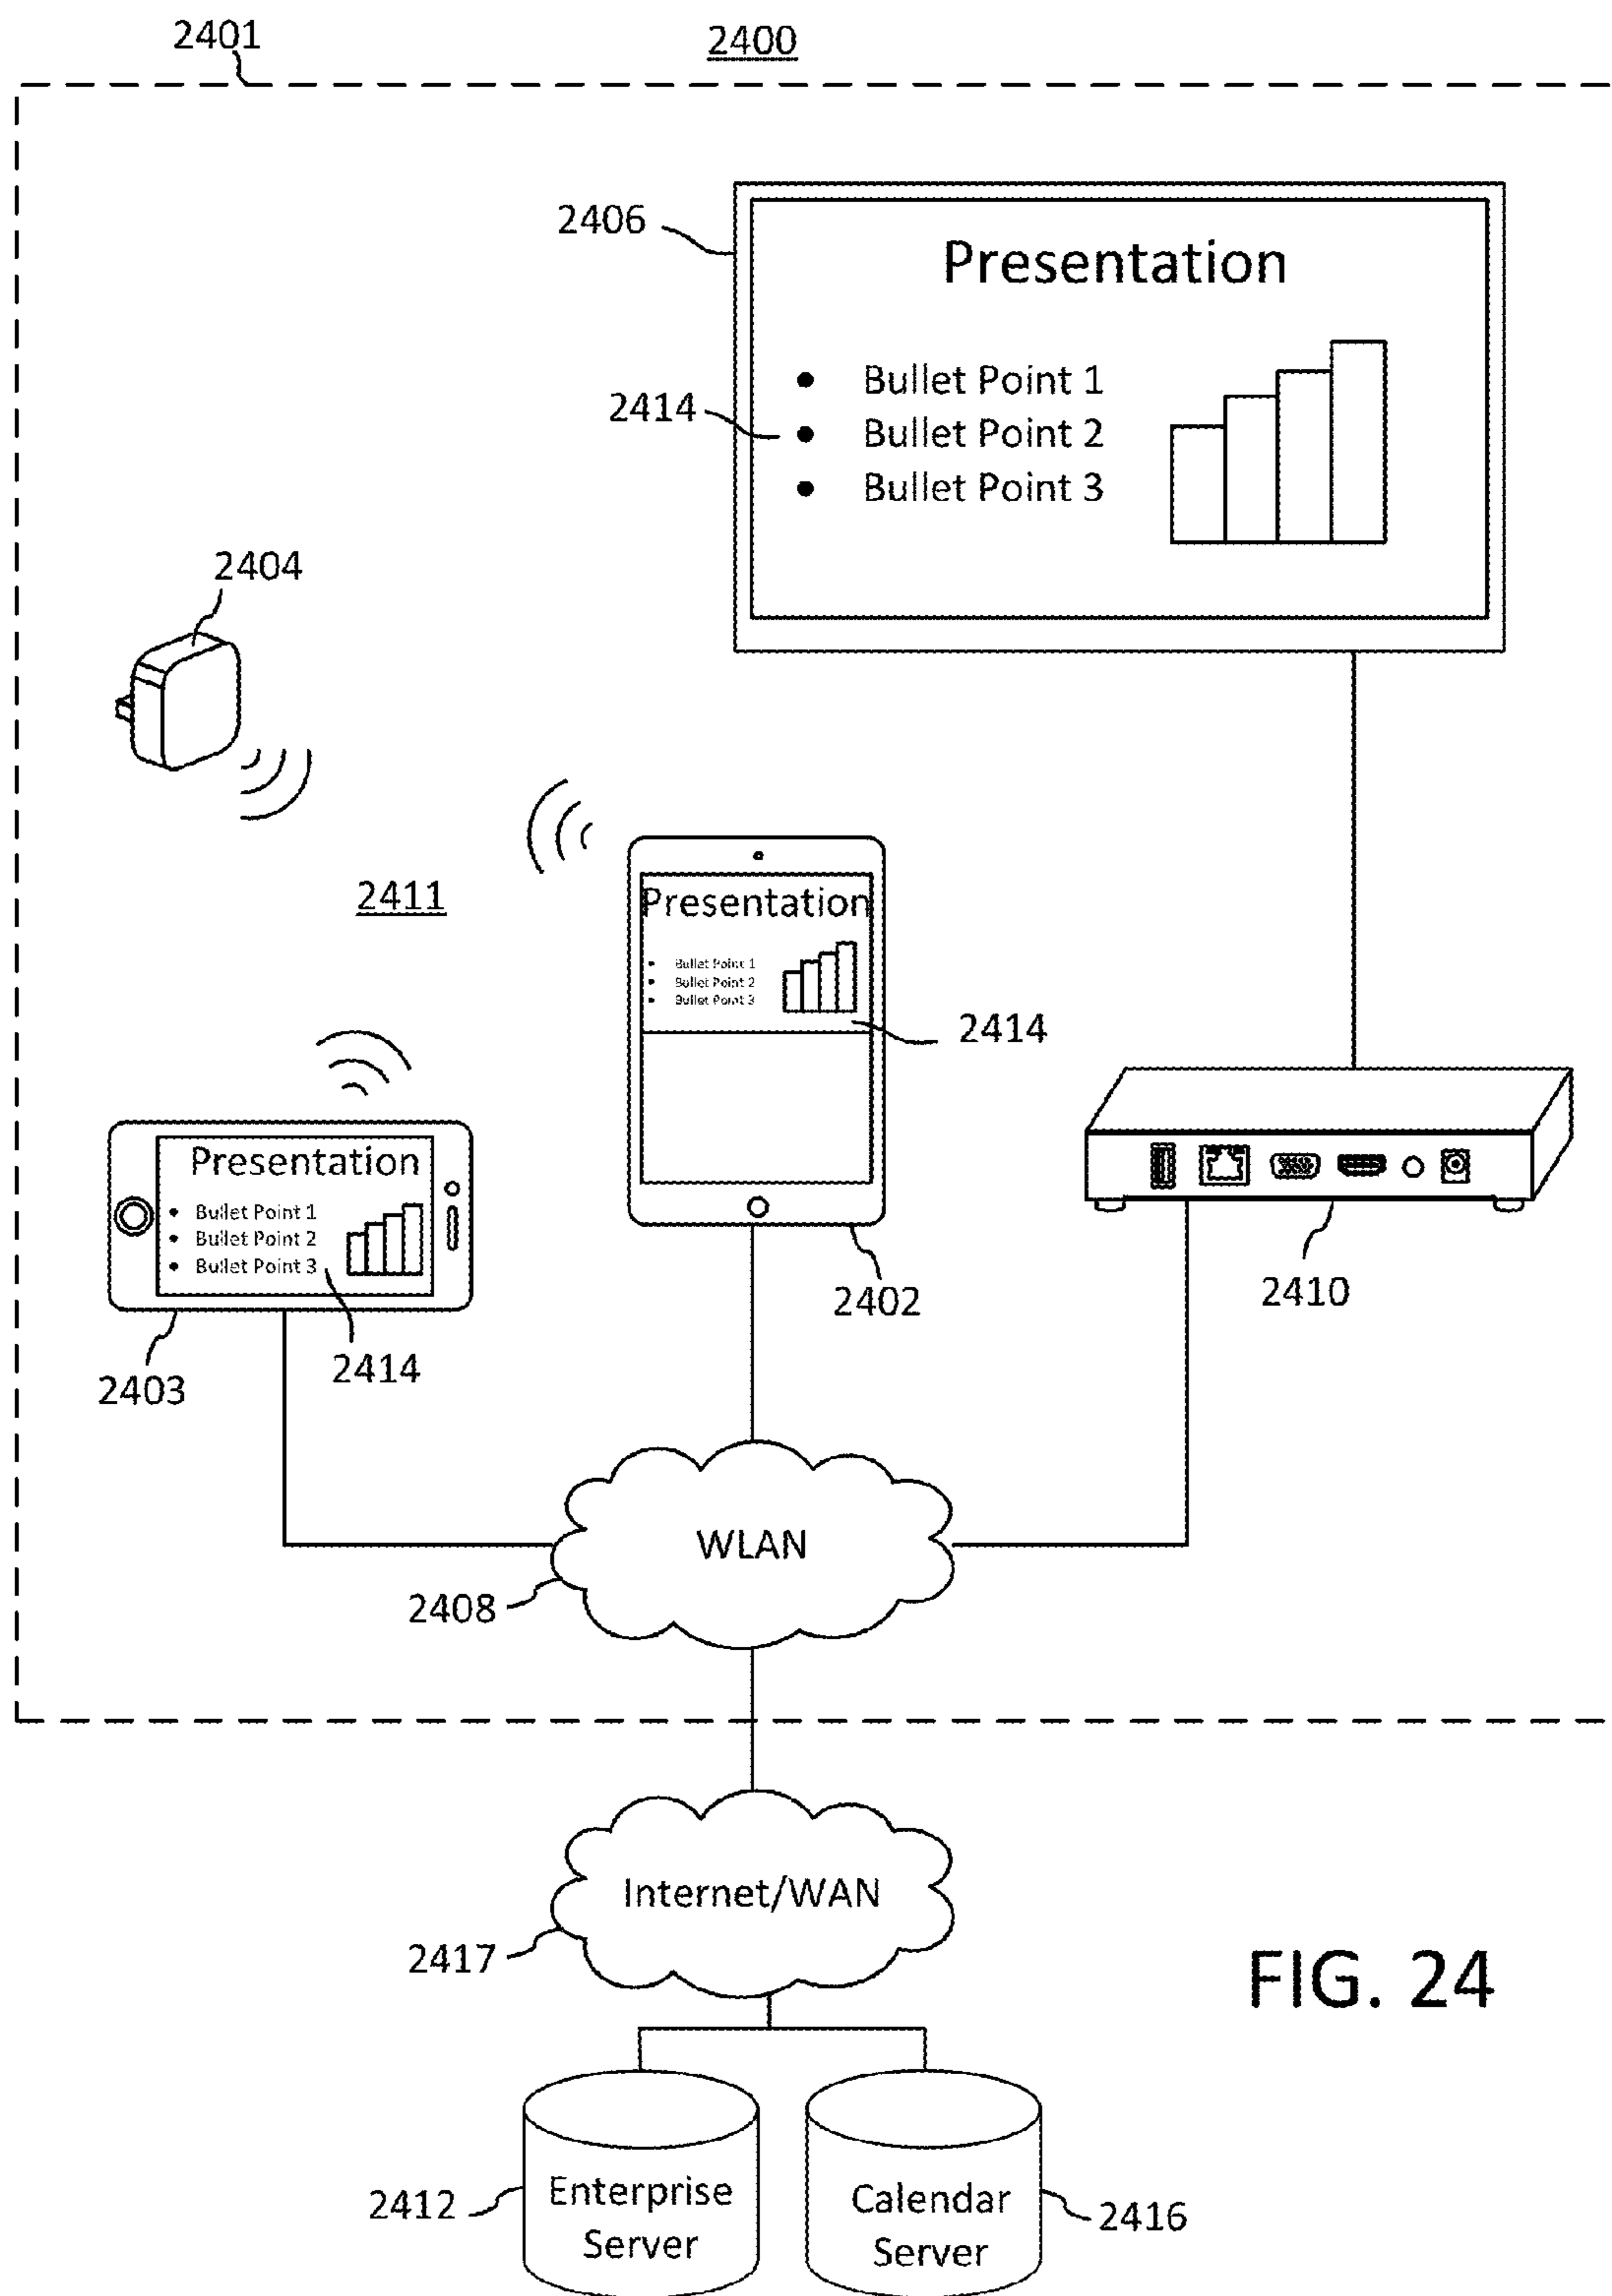 2401
2400
2406
Presentation
• Bullet Point 1
2414
• Bullet Point 2
• Bullet Point 3
2404
2411
Presentation
• Bullet Point 1
• Bullet Point 2
• Bullet Point 3
2414
Presentation
• Bullet Point 1
• Bullet Point 2
• Bullet Point 3
2414
2403
2402
2410
WLAN
2408
Internet/WAN
2417
FIG. 24
2412
Enterprise
Server
Calendar
Server
2416